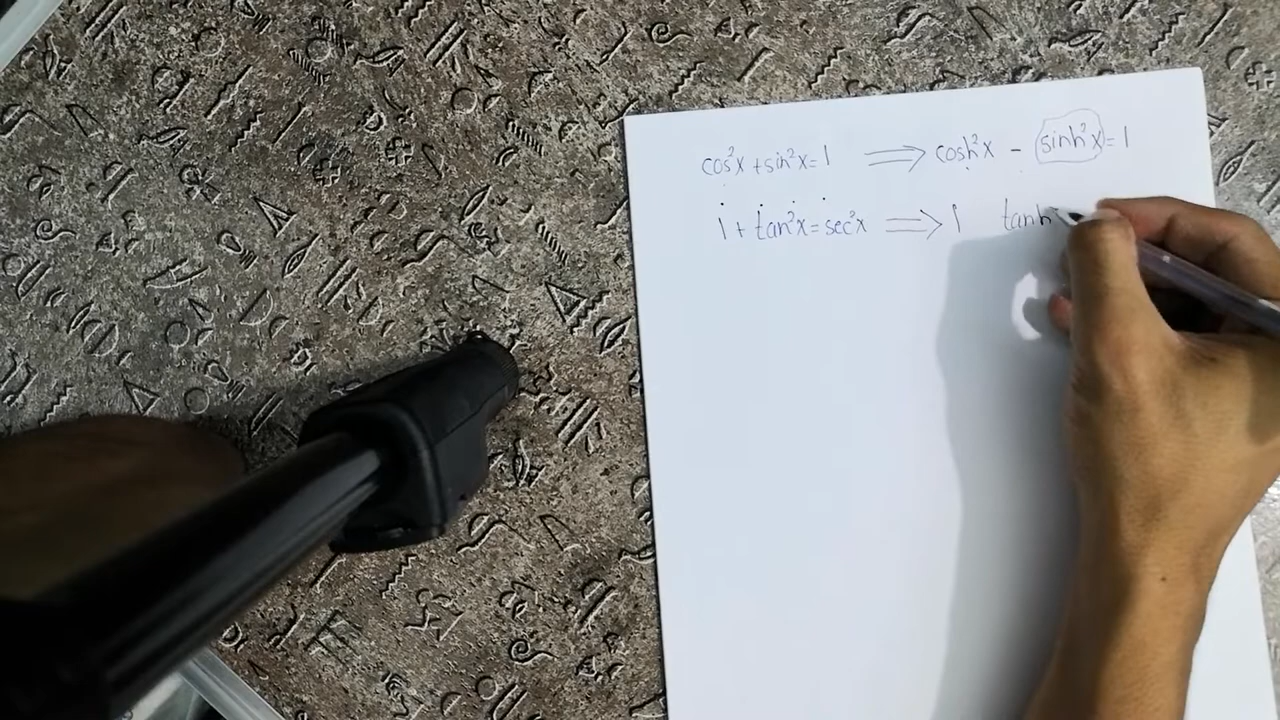 cos²x + sin²x = 1 ⟹ cosh²x - sinh²x = 1
1 + tan²x = sec²x ⟹ 1 tanh